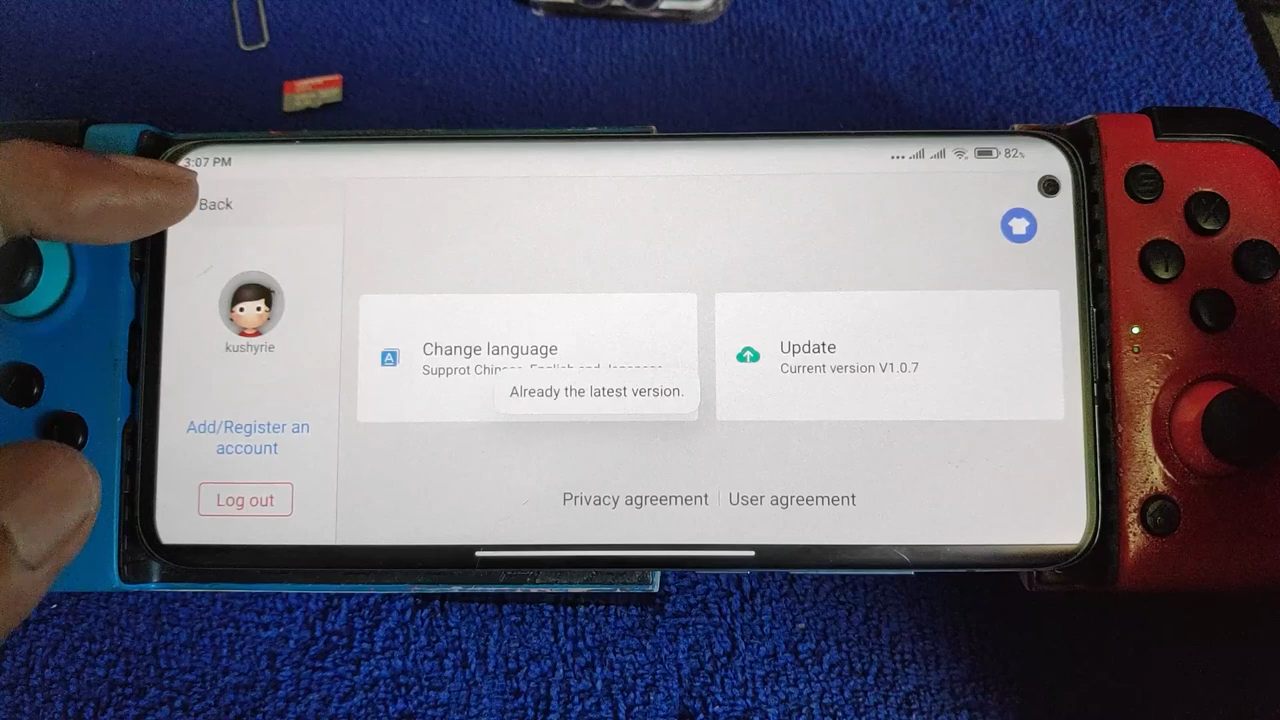 3:07 PM
82%
Back
kushyrie
Add/Register an
account
Log out
Change language
Supprot
Already the latest version.
Update
Current version V1.0.7
Privacy agreement
User agreement
A
Y
X